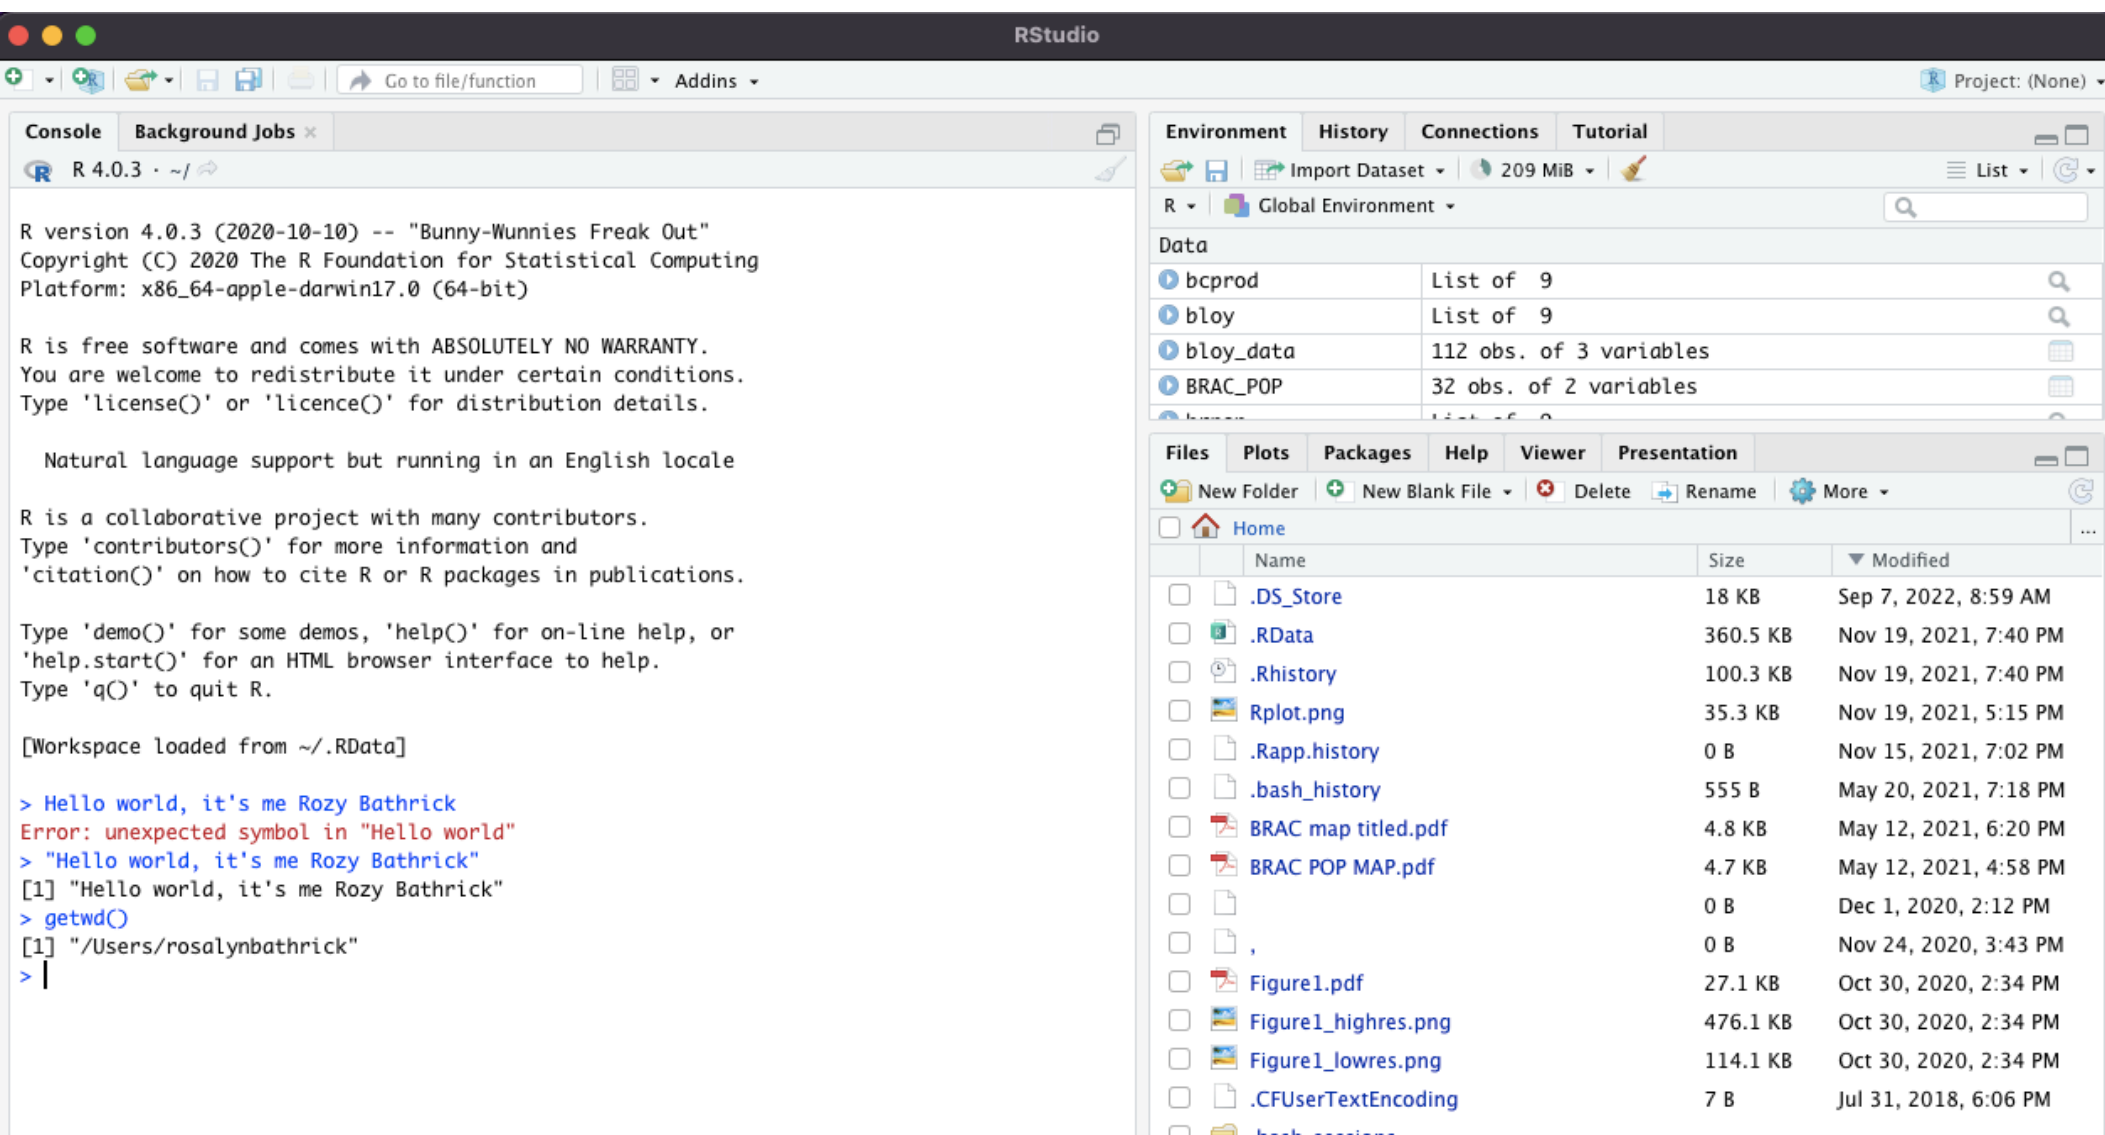 RStudio
Go to file/function
Addins
Project: (None)
Console Background Jobs
R 4.0.3 · ~/
R version 4.0.3 (2020-10-10) -- "Bunny-Wunnies Freak Out"
Copyright (C) 2020 The R Foundation for Statistical Computing
Platform: x86_64-apple-darwin17.0 (64-bit)
R is free software and comes with ABSOLUTELY NO WARRANTY.
You are welcome to redistribute it under certain conditions.
Type 'license()' or 'licence()' for distribution details.
Natural language support but running in an English locale
R is a collaborative project with many contributors.
Type 'contributors()' for more information and
'citation()' on how to cite R or R packages in publications.
Type 'demo()' for some demos, 'help()' for on-line help, or
'help.start()' for an HTML browser interface to help.
Type 'q()' to quit R.
[Workspace loaded from ~/.RData]
> Hello world, it's me Rozy Bathrick
Error: unexpected symbol in "Hello world"
> "Hello world, it's me Rozy Bathrick"
[1] "Hello world, it's me Rozy Bathrick"
> getwd()
[1] "/Users/rosalynbathrick"
>
Environment History Connections Tutorial
Import Dataset 209 MiB List
R Global Environment
Data
bcprod List of 9
bloy List of 9
bloy_data 112 obs. of 3 variables
BRAC_POP 32 obs. of 2 variables
Files Plots Packages Help Viewer Presentation
New Folder New Blank File Delete Rename More
Home ...
Name Size Modified
.DS_Store 18 KB Sep 7, 2022, 8:59 AM
.RData 360.5 KB Nov 19, 2021, 7:40 PM
.Rhistory 100.3 KB Nov 19, 2021, 7:40 PM
Rplot.png 35.3 KB Nov 19, 2021, 5:15 PM
.Rapp.history 0 B Nov 15, 2021, 7:02 PM
.bash_history 555 B May 20, 2021, 7:18 PM
BRAC map titled.pdf 4.8 KB May 12, 2021, 6:20 PM
BRAC POP MAP.pdf 4.7 KB May 12, 2021, 4:58 PM
0 B Dec 1, 2020, 2:12 PM
, 0 B Nov 24, 2020, 3:43 PM
Figure1.pdf 27.1 KB Oct 30, 2020, 2:34 PM
Figure1_highres.png 476.1 KB Oct 30, 2020, 2:34 PM
Figure1_lowres.png 114.1 KB Oct 30, 2020, 2:34 PM
.CFUserTextEncoding 7 B Jul 31, 2018, 6:06 PM